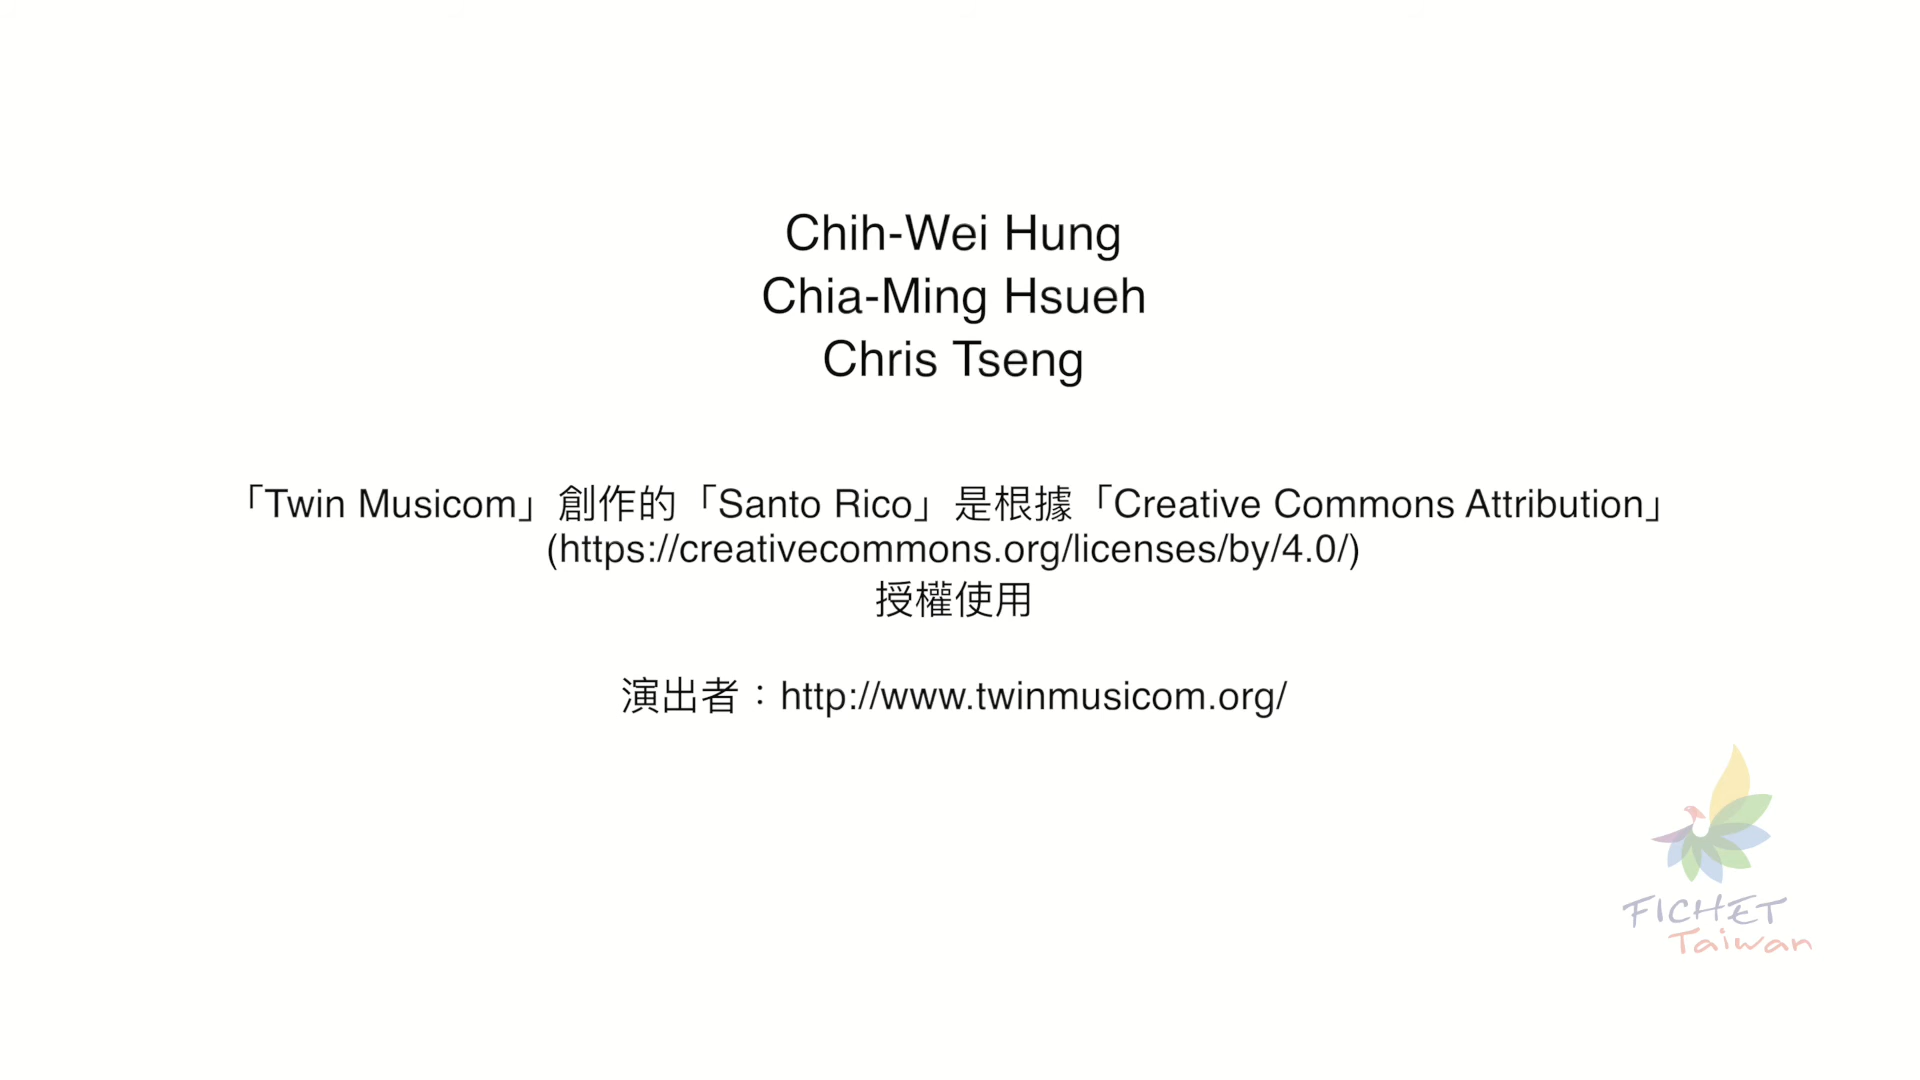 Chih-Wei Hung
Chia-Ming Hsueh
Chris Tseng
「Twin Musicom」創作的「Santo Rico」是根據「Creative Commons Attribution」
(https://creativecommons.org/licenses/by/4.0/)
授權使用
演出者：http://www.twinmusicom.org/
FICHET
Taiwan